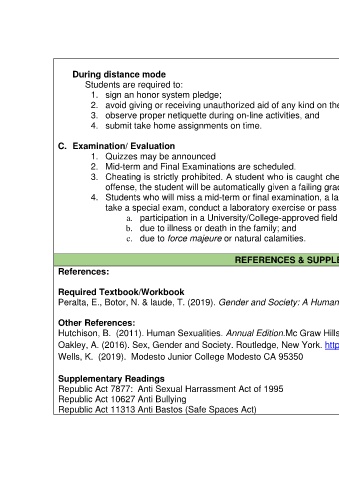 During distance mode
Students are required to:
1. sign an honor system pledge;
2. avoid giving or receiving unauthorized aid of any kind on the
3. observe proper netiquette during on-line activities, and
4. submit take home assignments on time.
C. Examination/ Evaluation
1. Quizzes may be announced
2. Mid-term and Final Examinations are scheduled.
3. Cheating is strictly prohibited. A student who is caught che
offense, the student will be automatically given a failing grad
4. Students who will miss a mid-term or final examination, a la
take a special exam, conduct a laboratory exercise or pass
a. participation in a University/College-approved field
b. due to illness or death in the family; and
c. due to force majeure or natural calamities.
REFERENCES & SUPPLE
References:
Required Textbook/Workbook
Peralta, E., Botor, N. & laude, T. (2019). Gender and Society: A Human
Other References:
Hutchison, B. (2011). Human Sexualities. Annual Edition.Mc Graw Hills
Oakley, A. (2016). Sex, Gender and Society. Routledge, New York. http
Wells, K. (2019). Modesto Junior College Modesto CA 95350
Supplementary Readings
Republic Act 7877: Anti Sexual Harrassment Act of 1995
Republic Act 10627 Anti Bullying
Republic Act 11313 Anti Bastos (Safe Spaces Act)